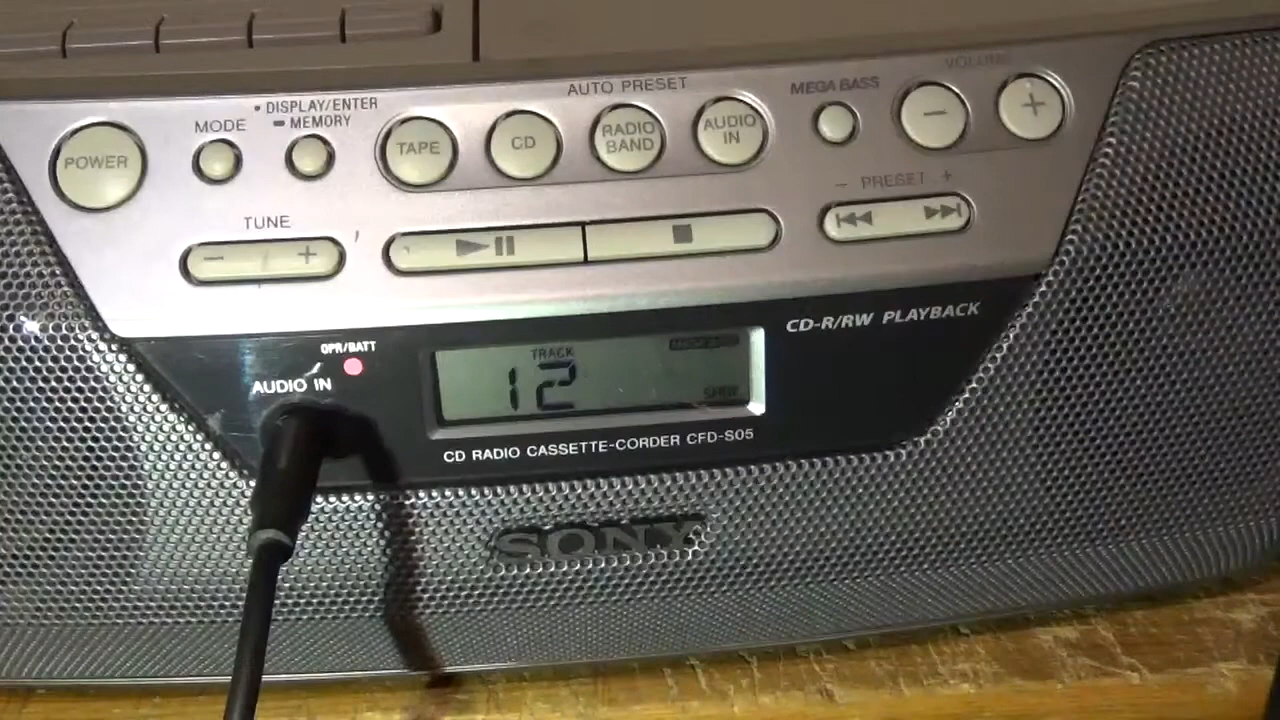 VOLUME
AUTO PRESET
MEGA BASS
DISPLAY/ENTER
MEMORY
MODE
POWER
TAPE
CD
RADIO BAND
AUDIO IN
− +
− PRESET +
TUNE
− +
CD-R/RW PLAYBACK
OPR/BATT
AUDIO IN
TRACK
12
CD RADIO CASSETTE-CORDER CFD-S05
SONY